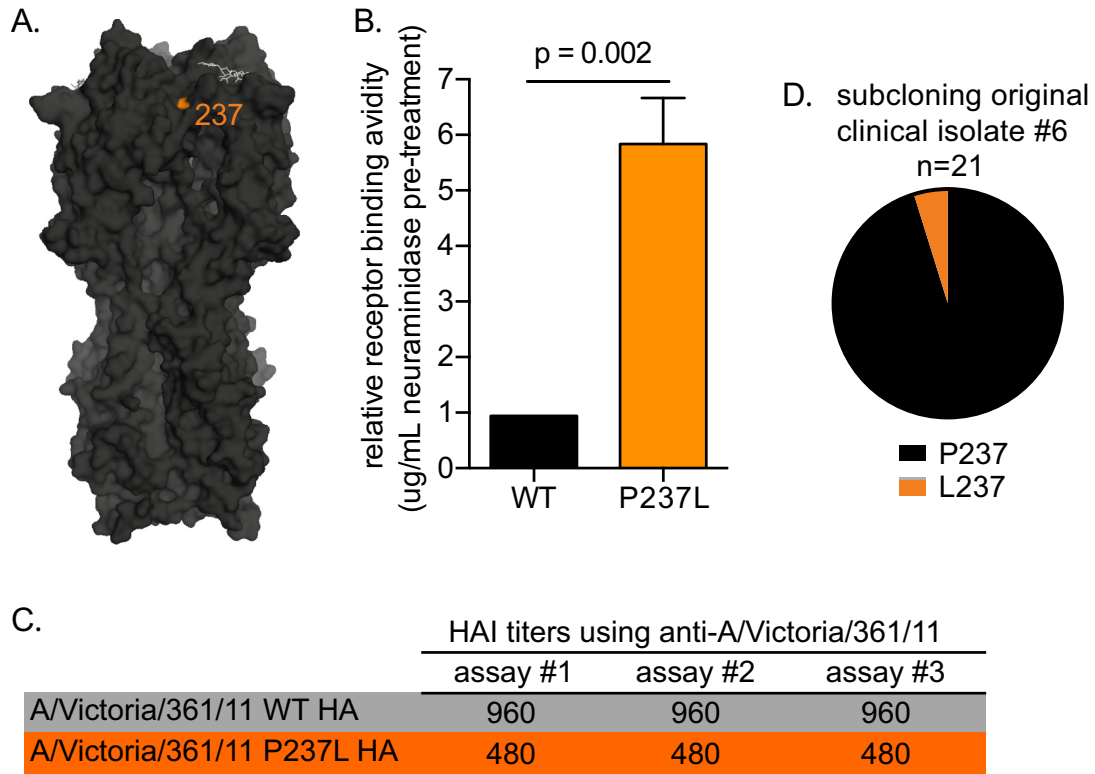 A.
237
B.
relative receptor binding avidity
(ug/mL neuraminidase pre-treatment)
p = 0.002
7
6
5
4
3
2
1
0
WT
P237L
D. subcloning original
clinical isolate #6
n=21
P237
L237
C.
HAI titers using anti-A/Victoria/361/11
assay #1 assay #2 assay #3
A/Victoria/361/11 WT HA 960 960 960
A/Victoria/361/11 P237L HA 480 480 480